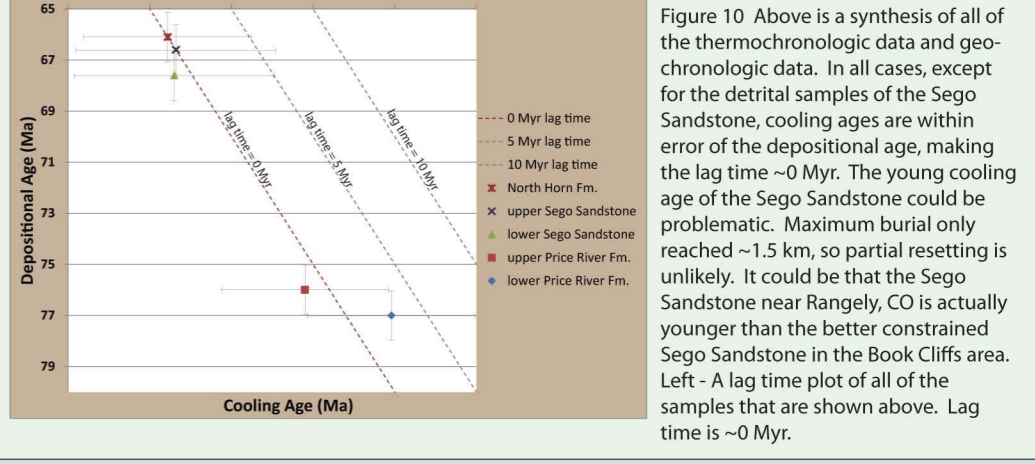 65
67
69
71
73
75
77
79
Depositional Age (Ma)
Cooling Age (Ma)
lag time = 0 Myr
lag time = 5 Myr
lag time = 10 Myr
0 Myr lag time
5 Myr lag time
10 Myr lag time
North Horn Fm.
upper Sego Sandstone
lower Sego Sandstone
upper Price River Fm.
lower Price River Fm.
Figure 10 Above is a synthesis of all of
the thermochronologic data and geo-
chronologic data. In all cases, except
for the detrital samples of the Sego
Sandstone, cooling ages are within
error of the depositional age, making
the lag time ~0 Myr. The young cooling
age of the Sego Sandstone could be
problematic. Maximum burial only
reached ~1.5 km, so partial resetting is
unlikely. It could be that the Sego
Sandstone near Rangely, CO is actually
younger than the better constrained
Sego Sandstone in the Book Cliffs area.
Left - A lag time plot of all of the
samples that are shown above. Lag
time is ~0 Myr.